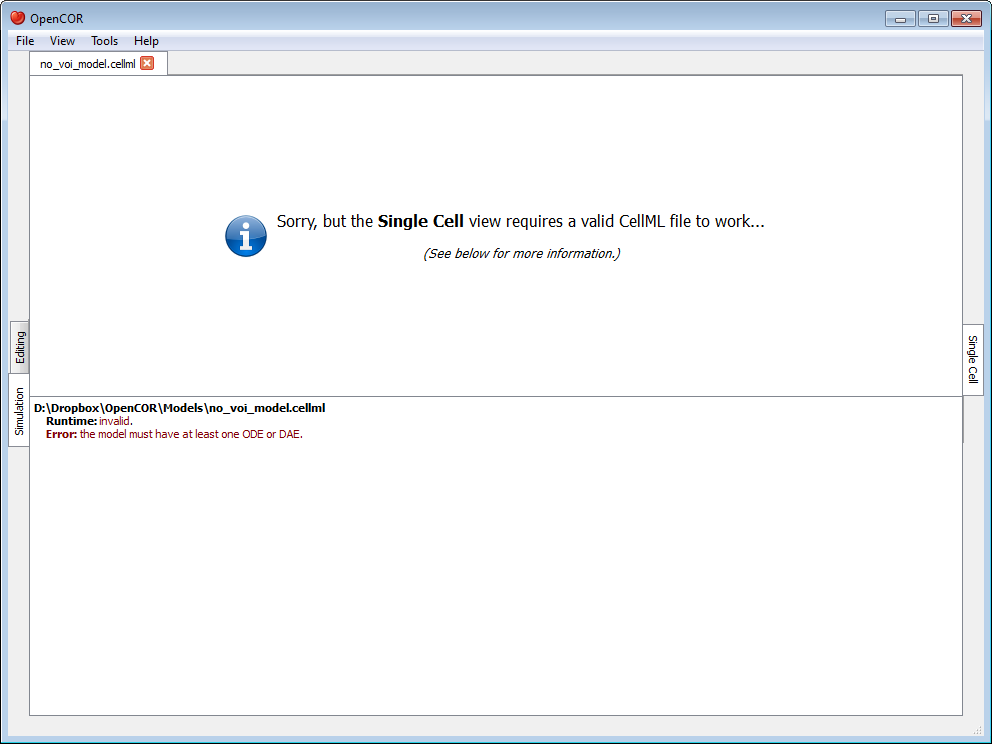 OpenCOR
File View Tools Help
no_voi_model.cellml
Sorry, but the Single Cell view requires a valid CellML file to work...
(See below for more information.)
Editing
Simulation
Single Cell
D:\Dropbox\OpenCOR\Models\no_voi_model.cellml
Runtime: invalid.
Error: the model must have at least one ODE or DAE.